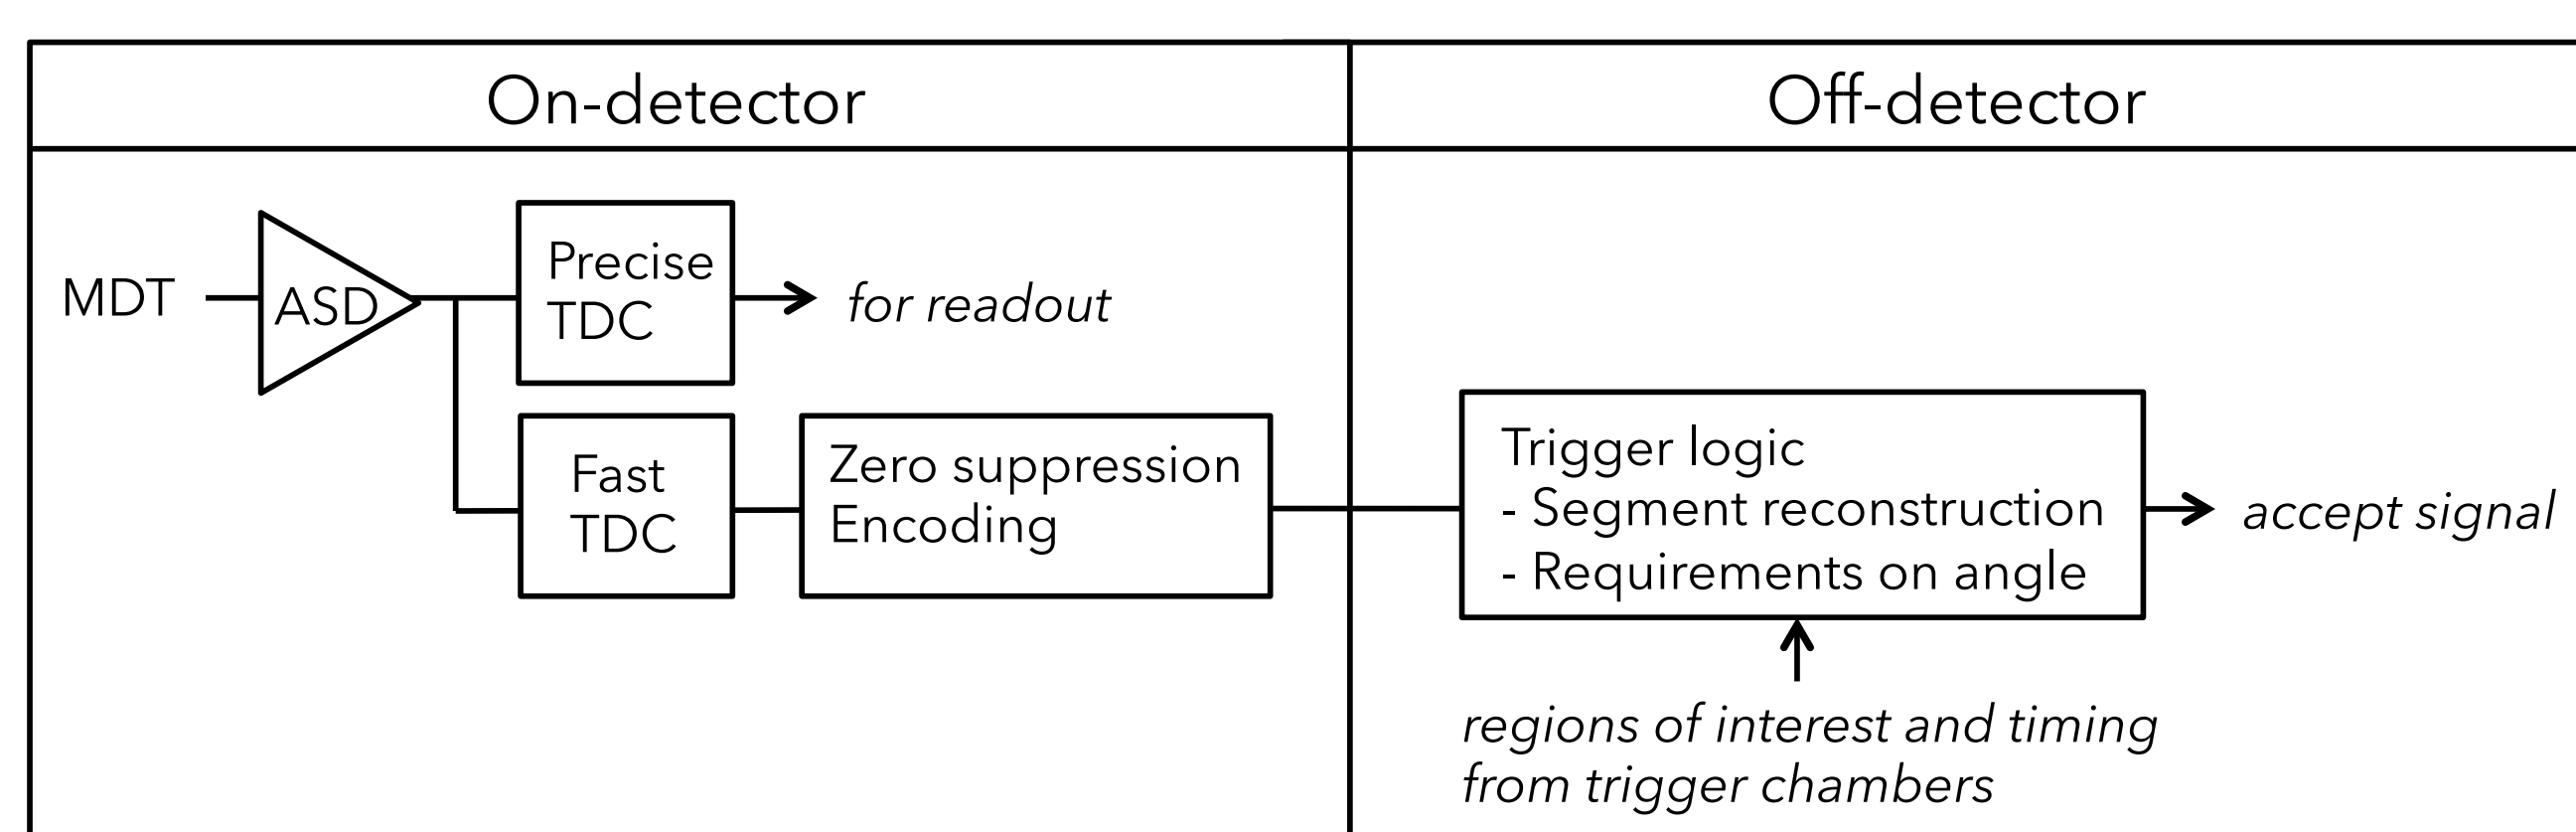 On-detector
Off-detector
MDT
ASD
Precise
TDC
for readout
Fast
TDC
Zero suppression
Encoding
Trigger logic
- Segment reconstruction
- Requirements on angle
accept signal
regions of interest and timing
from trigger chambers